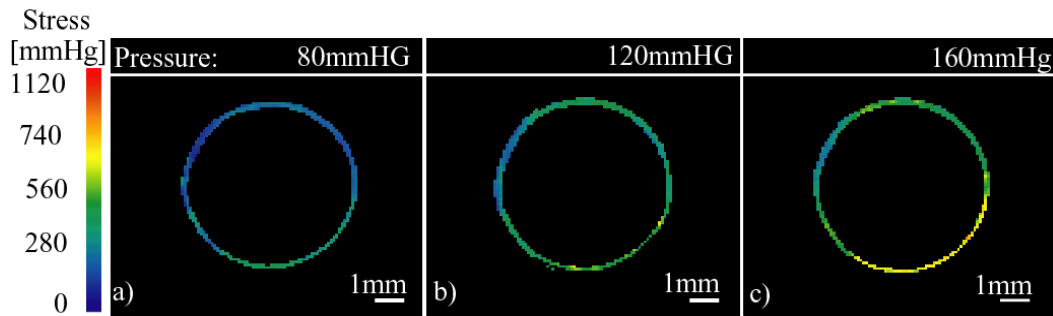 Stress
[mmHg]
1120
740
560
280
0
Pressure: 80mmHG
120mmHG
160mmHg
a) 1mm
b) 1mm
c) 1mm